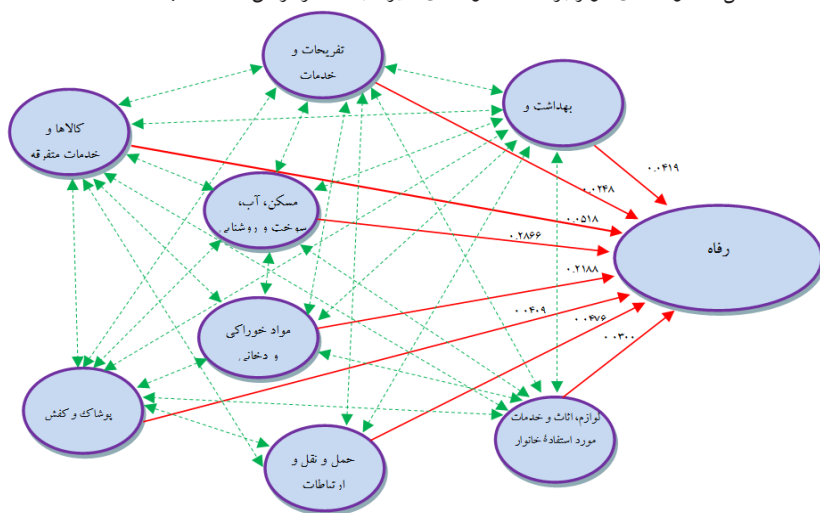 تفریحات و
خدمات
بهداشت و
کالاها و
خدمات متفرقه
۰.۰۴۱۹
۰.۰۲۴۸
مسکن، آب،
سوخت و روشنایی
۰.۰۵۱۸
۰.۲۸۶۶
رفاه
۰.۲۱۸۸
مواد خوراکی
و دخانی
۰.۰۴۰۹
۰.۰۴۷۶
۰.۰۳۰۰
پوشاک و کفش
لوازم، اثاث و خدمات
مورد استفادهٔ خانوار
حمل و نقل و
ارتباطات